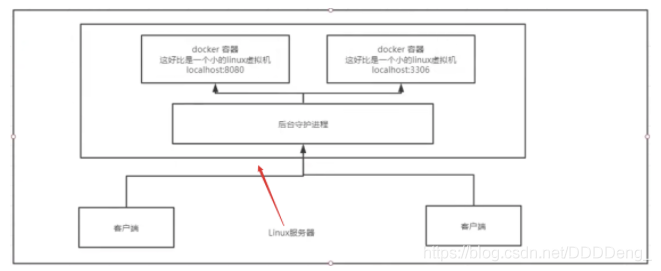 docker 容器
这好比是一个小的linux虚拟机
localhost:8080
docker 容器
这好比是一个小的linux虚拟机
localhost:3306
后台守护进程
客户端
Linux服务器
客户端
https://blog.csdn.net/DDDDeng_